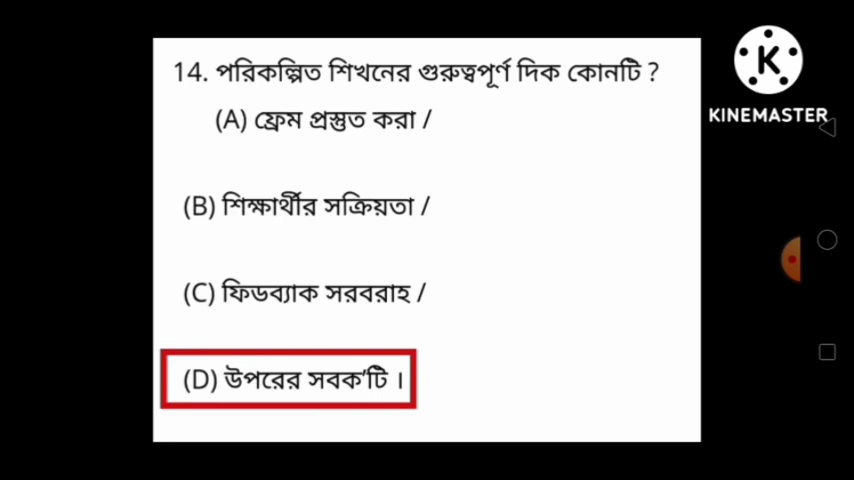 14. পরিকল্পিত শিখনের গুরুত্বপূর্ণ দিক কোনটি ?
(A) ফ্রেম প্রস্তুত করা /
(B) শিক্ষার্থীর সক্রিয়তা /
(C) ফিডব্যাক সরবরাহ /
(D) উপরের সবক'টি ।
K
KINEMASTER